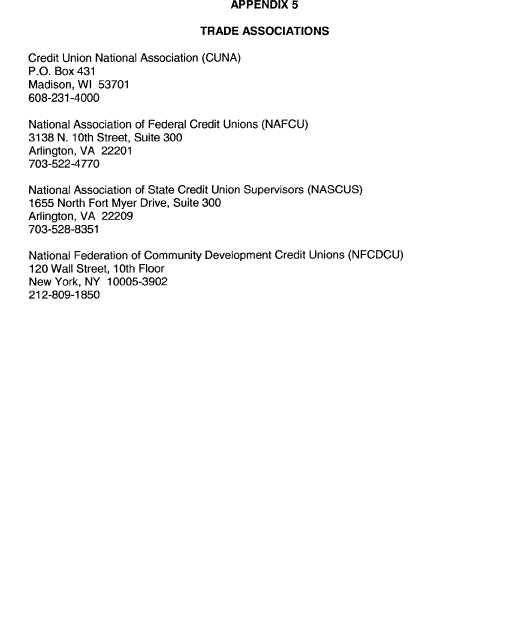 APPENDIX 5
TRADE ASSOCIATIONS
Credit Union National Association (CUNA)
P.O. Box 431
Madison, WI  53701
608-231-4000
National Association of Federal Credit Unions (NAFCU)
3138 N. 10th Street, Suite 300
Arlington, VA  22201
703-522-4770
National Association of State Credit Union Supervisors (NASCUS)
1655 North Fort Myer Drive, Suite 300
Arlington, VA  22209
703-528-8351
National Federation of Community Development Credit Unions (NFCDCU)
120 Wall Street, 10th Floor
New York, NY  10005-3902
212-809-1850